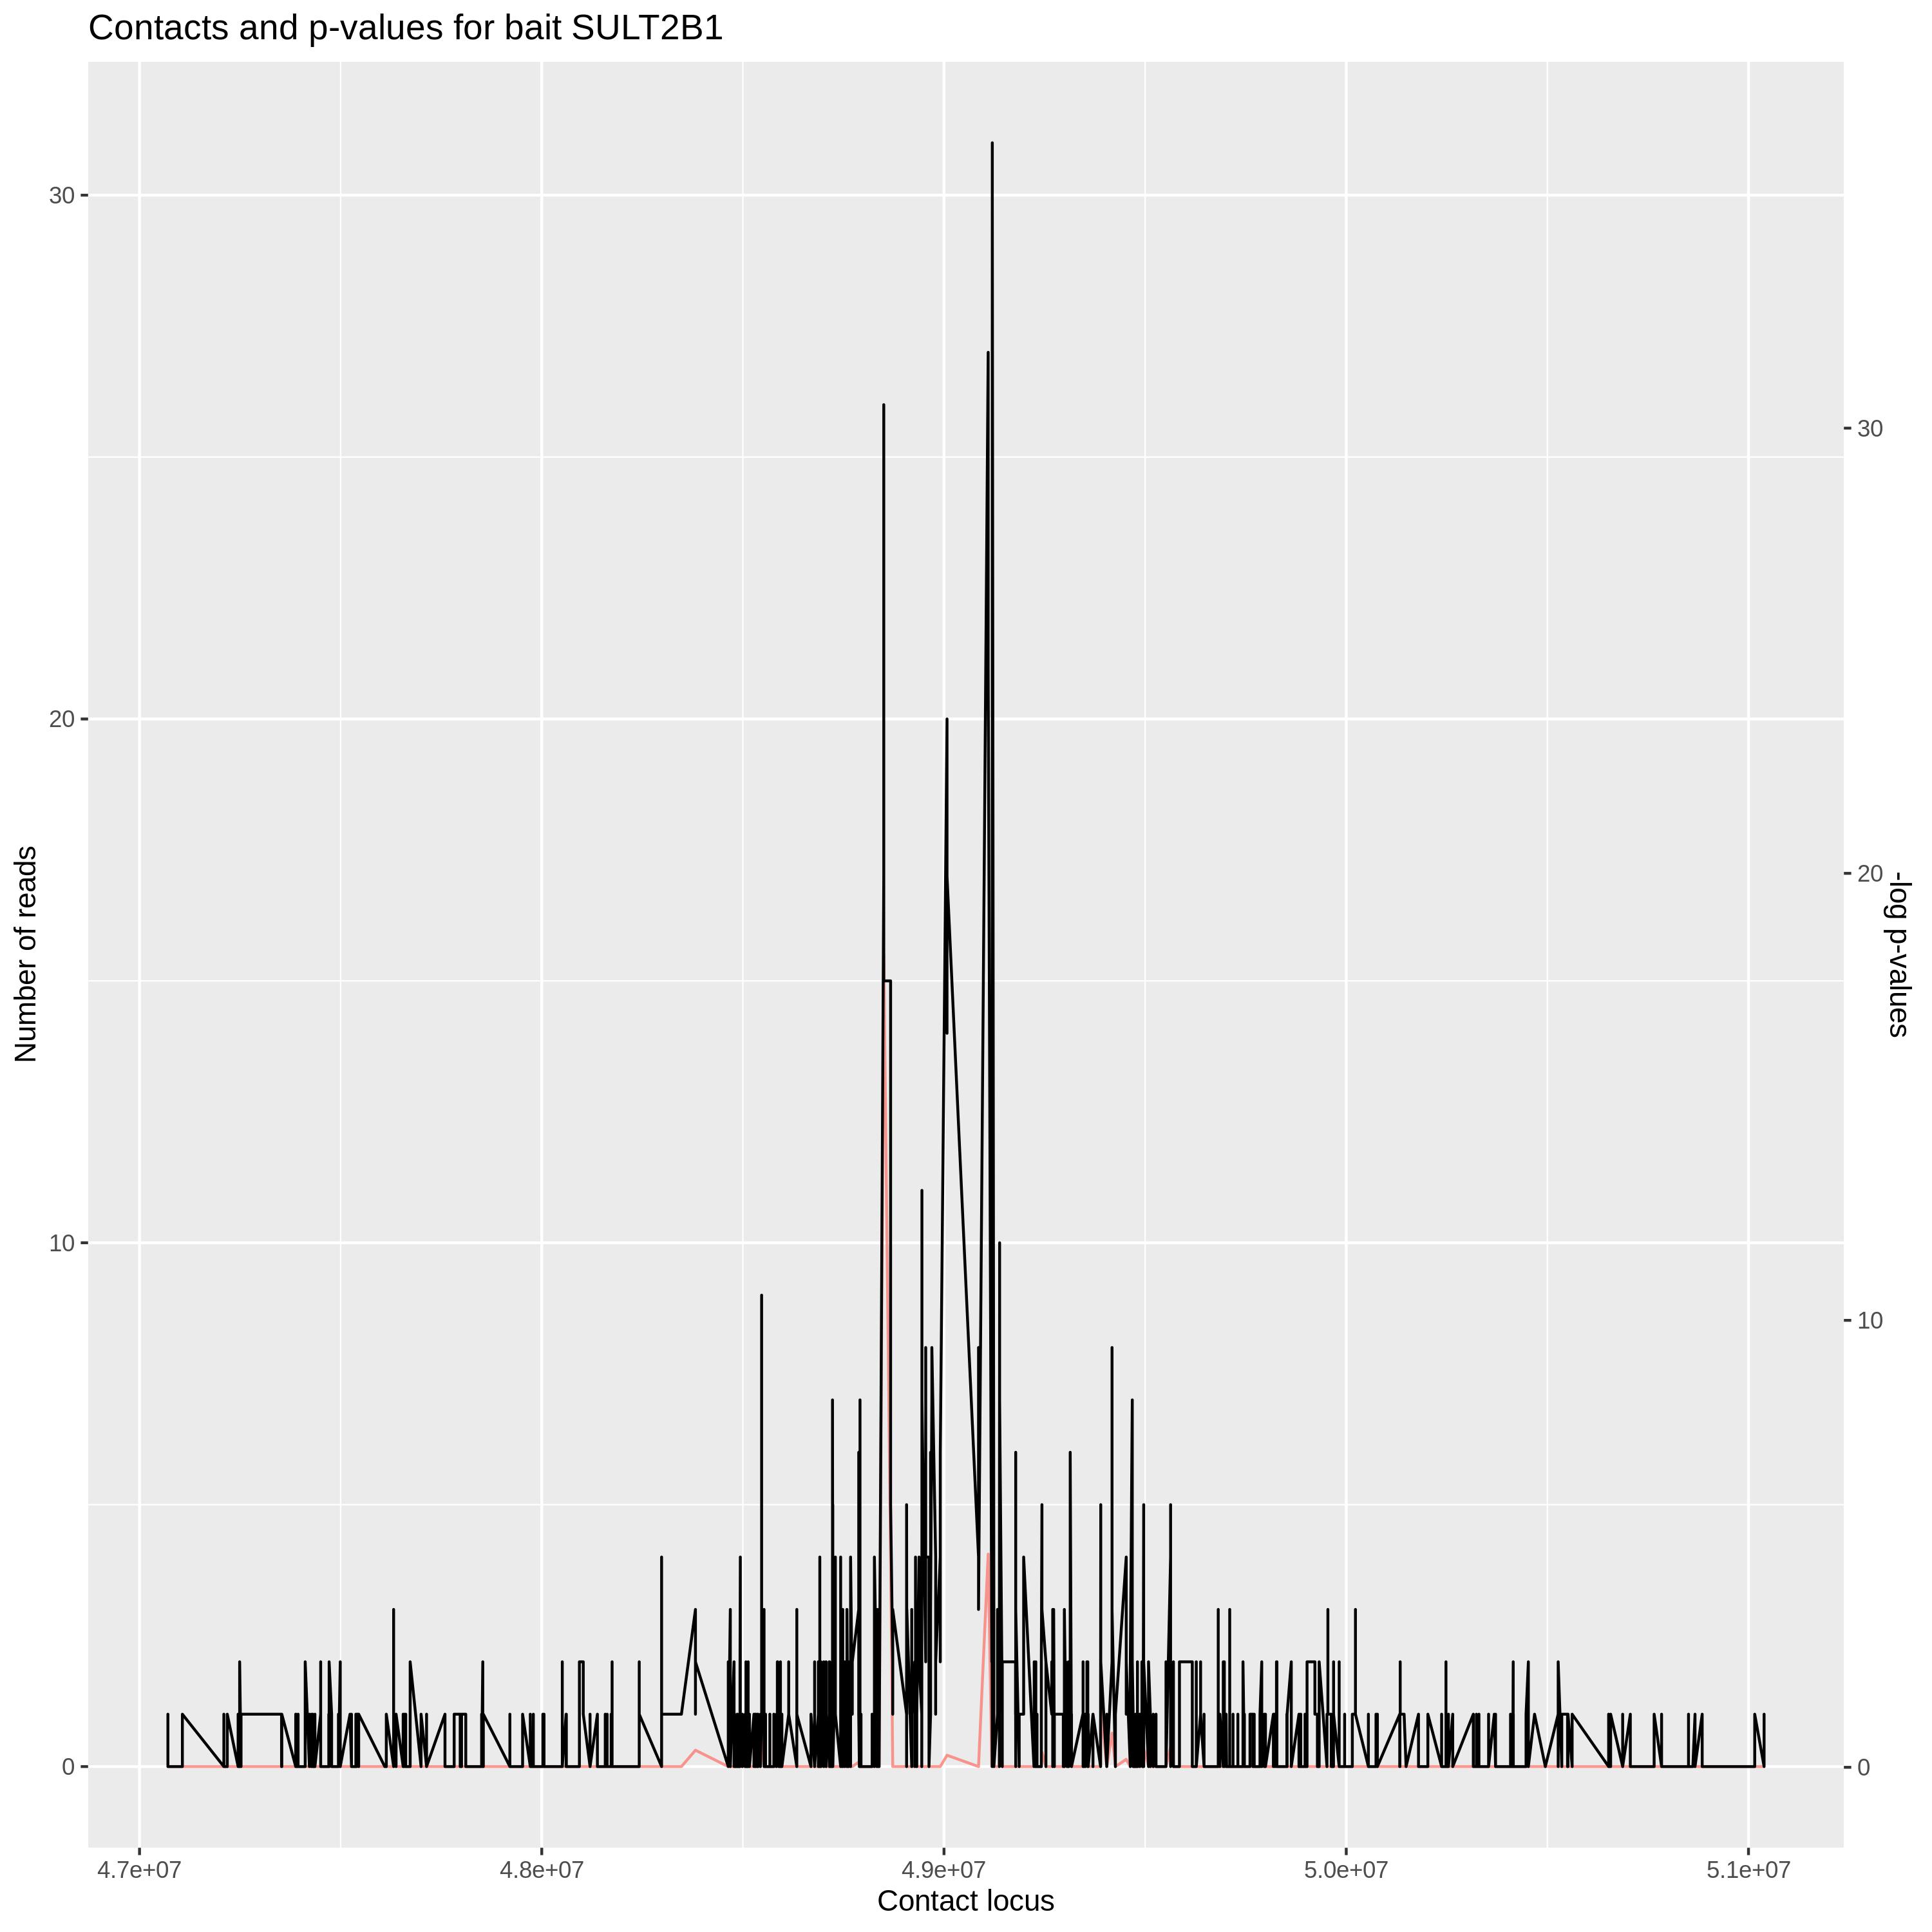 Contacts and p-values for bait SULT2B1
30
20
10
0
Number of reads
30
20
10
0
-log p-values
4.7e+07
4.8e+07
4.9e+07
5.0e+07
5.1e+07
Contact locus